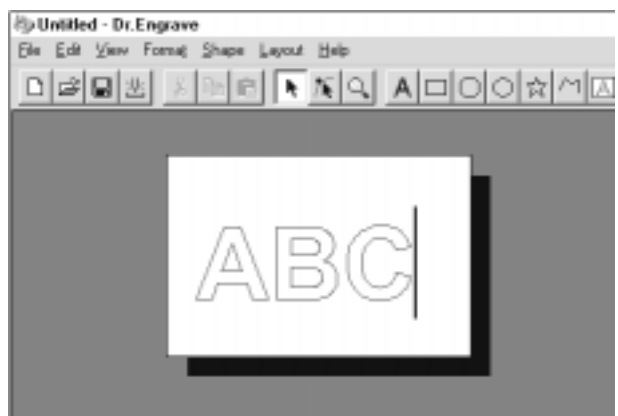 Untitled - Dr.Engrave
File Edit View Format Shape Layout Help
A A
ABC